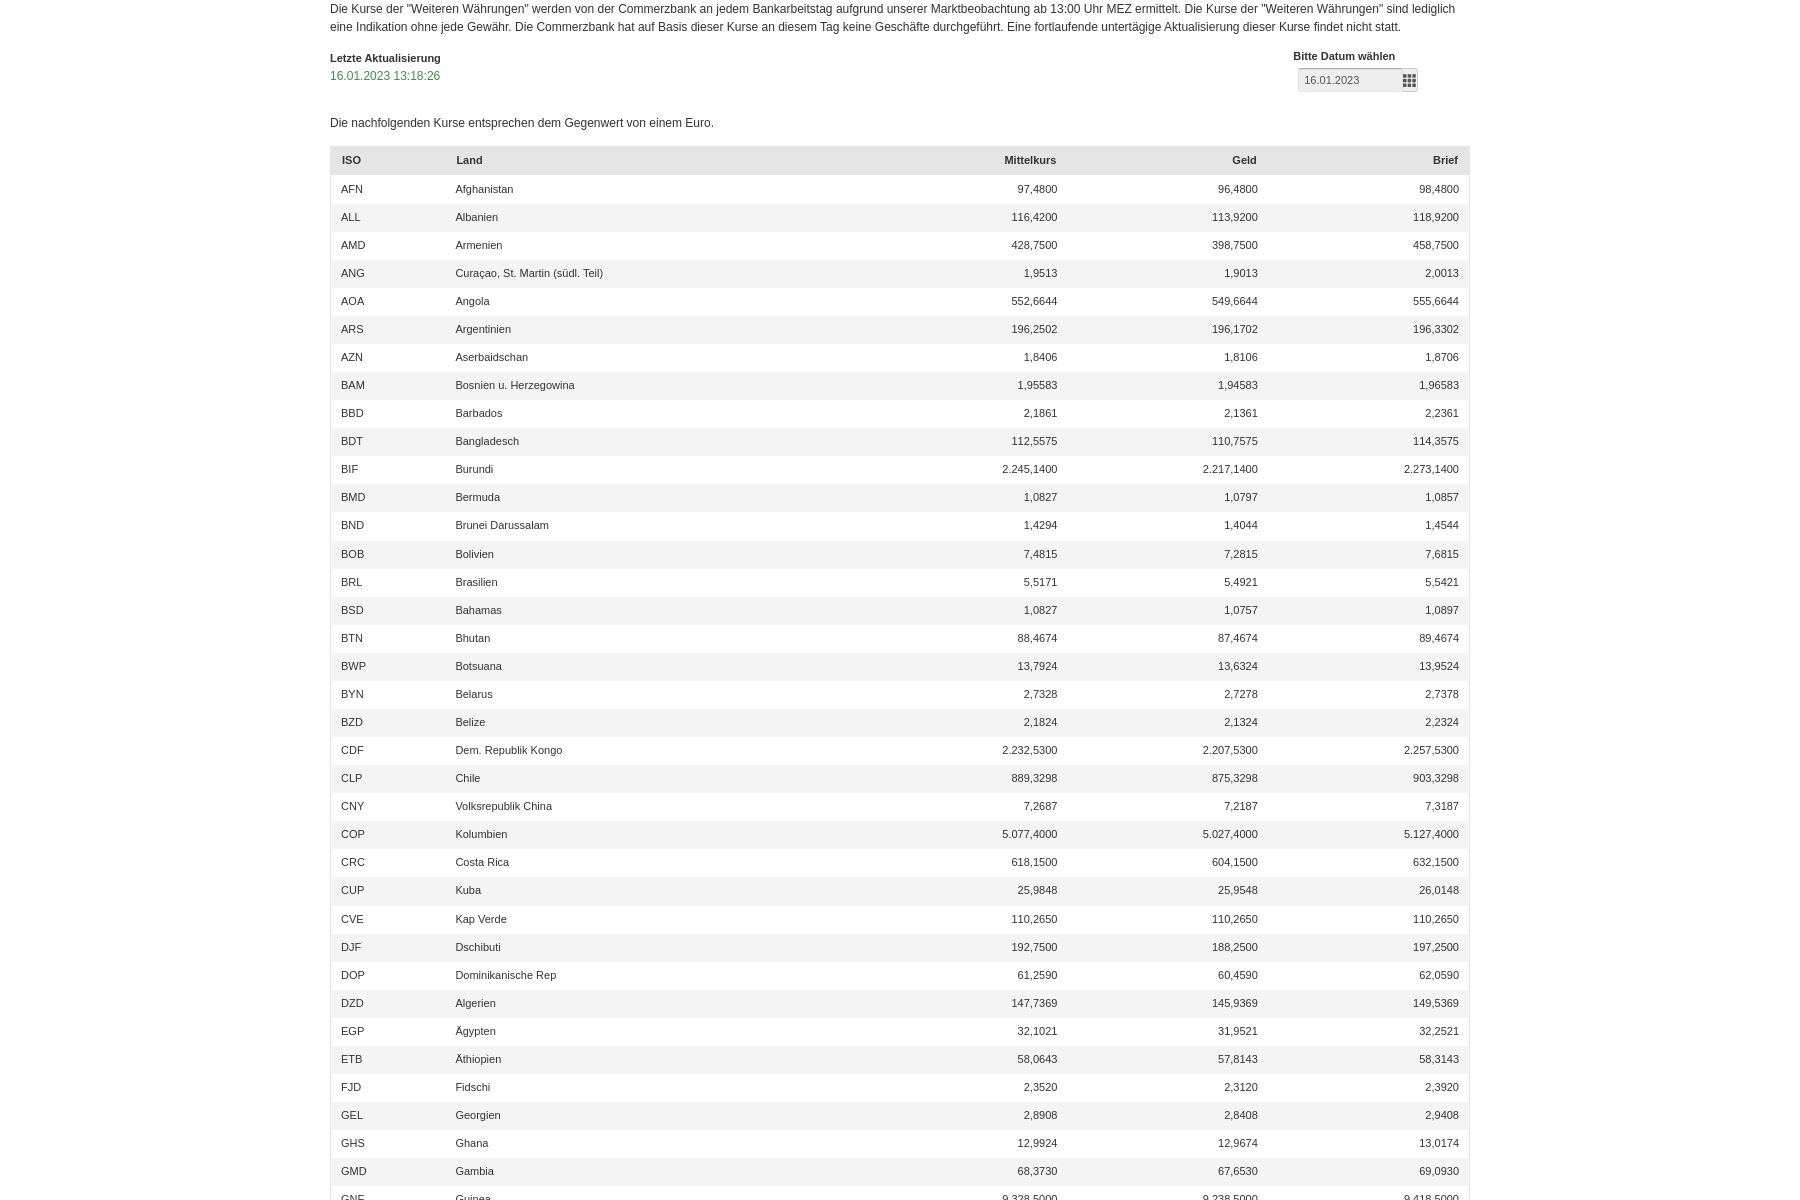 Die Kurse der "Weiteren Währungen" werden von der Commerzbank an jedem Bankarbeitstag aufgrund unserer Marktbeobachtung ab 13:00 Uhr MEZ ermittelt. Die Kurse der "Weiteren Währungen" sind lediglich
eine Indikation ohne jede Gewähr. Die Commerzbank hat auf Basis dieser Kurse an diesem Tag keine Geschäfte durchgeführt. Eine fortlaufende untertägige Aktualisierung dieser Kurse findet nicht statt.
Letzte Aktualisierung
16.01.2023 13:18:26
Bitte Datum wählen
16.01.2023
Die nachfolgenden Kurse entsprechen dem Gegenwert von einem Euro.
ISO Land Mittelkurs Geld Brief
AFN Afghanistan 97,4800 96,4800 98,4800
ALL Albanien 116,4200 113,9200 118,9200
AMD Armenien 428,7500 398,7500 458,7500
ANG Curaçao, St. Martin (südl. Teil) 1,9513 1,9013 2,0013
AOA Angola 552,6644 549,6644 555,6644
ARS Argentinien 196,2502 196,1702 196,3302
AZN Aserbaidschan 1,8406 1,8106 1,8706
BAM Bosnien u. Herzegowina 1,95583 1,94583 1,96583
BBD Barbados 2,1861 2,1361 2,2361
BDT Bangladesch 112,5575 110,7575 114,3575
BIF Burundi 2.245,1400 2.217,1400 2.273,1400
BMD Bermuda 1,0827 1,0797 1,0857
BND Brunei Darussalam 1,4294 1,4044 1,4544
BOB Bolivien 7,4815 7,2815 7,6815
BRL Brasilien 5,5171 5,4921 5,5421
BSD Bahamas 1,0827 1,0757 1,0897
BTN Bhutan 88,4674 87,4674 89,4674
BWP Botsuana 13,7924 13,6324 13,9524
BYN Belarus 2,7328 2,7278 2,7378
BZD Belize 2,1824 2,1324 2,2324
CDF Dem. Republik Kongo 2.232,5300 2.207,5300 2.257,5300
CLP Chile 889,3298 875,3298 903,3298
CNY Volksrepublik China 7,2687 7,2187 7,3187
COP Kolumbien 5.077,4000 5.027,4000 5.127,4000
CRC Costa Rica 618,1500 604,1500 632,1500
CUP Kuba 25,9848 25,9548 26,0148
CVE Kap Verde 110,2650 110,2650 110,2650
DJF Dschibuti 192,7500 188,2500 197,2500
DOP Dominikanische Rep 61,2590 60,4590 62,0590
DZD Algerien 147,7369 145,9369 149,5369
EGP Ägypten 32,1021 31,9521 32,2521
ETB Äthiopien 58,0643 57,8143 58,3143
FJD Fidschi 2,3520 2,3120 2,3920
GEL Georgien 2,8908 2,8408 2,9408
GHS Ghana 12,9924 12,9674 13,0174
GMD Gambia 68,3730 67,6530 69,0930
GNF Guinea 9.328,5000 9.238,5000 9.418,5000